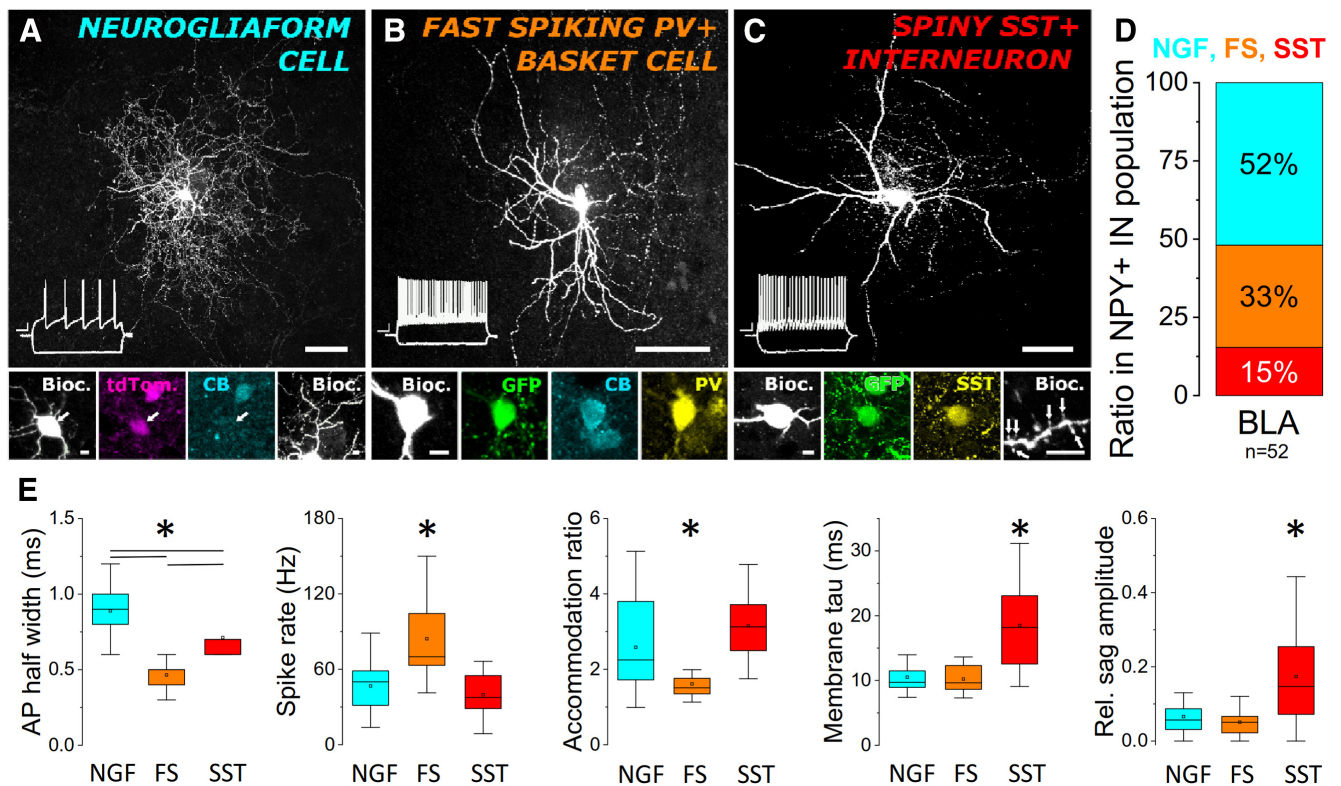 A
NEUROGLIAFORM
CELL
Bioc.
tdTom.
CB
Bioc.
B
FAST SPIKING PV+
BASKET CELL
Bioc.
GFP
CB
PV
C
SPINY SST+
INTERNEURON
Bioc.
GFP
SST
Bioc.
D
NGF, FS, SST
Ratio in NPY+ IN population
100
75
50
25
0
52%
33%
15%
BLA
n=52
E
AP half width (ms)
1.5
1.0
0.5
0.0
*
NGF FS SST
Spike rate (Hz)
180
120
60
0
*
NGF FS SST
Accommodation ratio
6
4
2
0
*
NGF FS SST
Membrane tau (ms)
30
20
10
0
*
NGF FS SST
Rel. sag amplitude
0.6
0.4
0.2
0.0
*
NGF FS SST